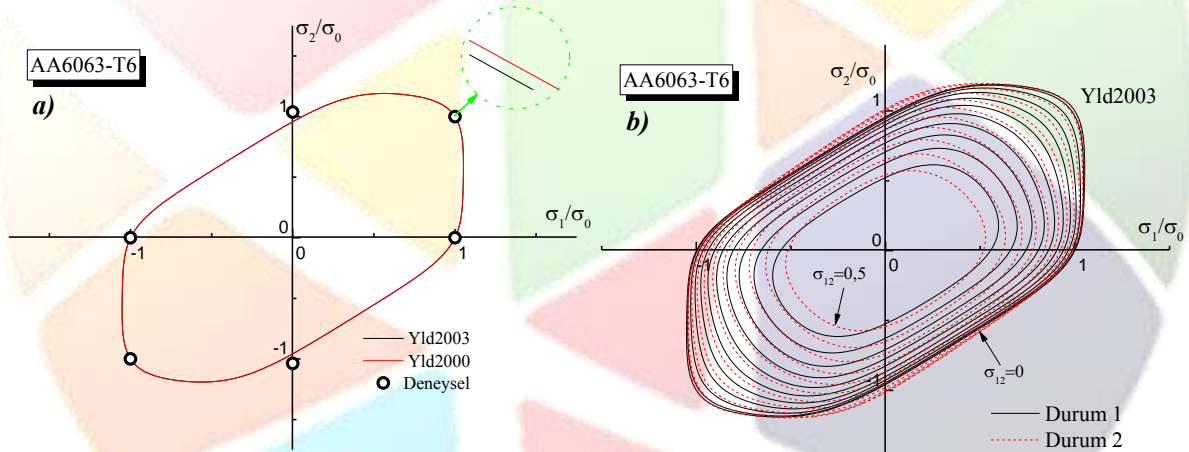 AA6063-T6
a)
σ₂/σ₀
1
0
-1
0
1
σ₁/σ₀
-1
Yld2003
Yld2000
Deneysel
AA6063-T6
b)
σ₂/σ₀
1
Yld2003
σ₁/σ₀
0
-1
0
1
σ₁₂=0,5
σ₁₂=0
-1
Durum 1
Durum 2